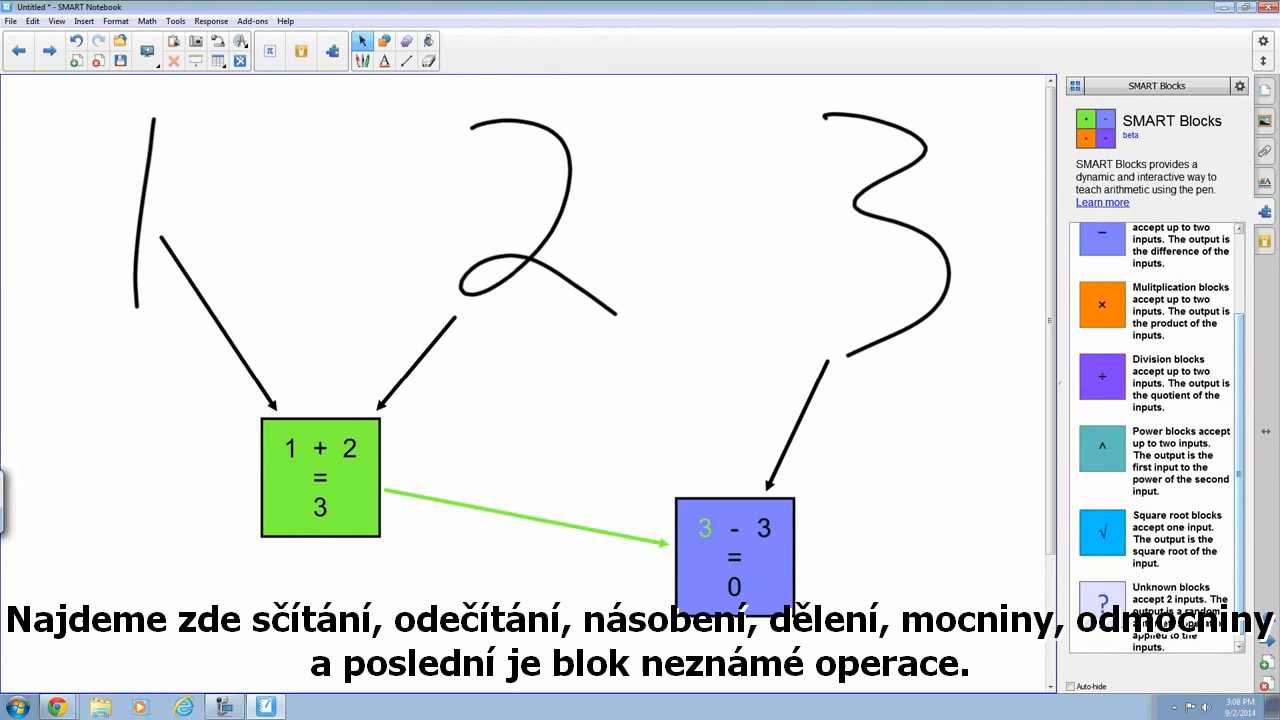 Untitled * - SMART Notebook
File Edit View Insert Format Math Tools Response Add-ons Help
SMART Blocks
SMART Blocks
beta
SMART Blocks provides a
dynamic and interactive way to
teach arithmetic using the pen.
Learn more
1 2 3
1 + 2
=
3
3 - 3
=
0
−
accept up to two
inputs. The output is
the difference of the
inputs.
×
Mulitplication blocks
accept up to two
inputs. The output is
the product of the
inputs.
÷
Division blocks
accept up to two
inputs. The output is
the quotient of the
inputs.
^
Power blocks accept
up to two inputs.
The output is the
first input to the
power of the second
input.
√
Square root blocks
accept one input.
The output is the
square root of the
input.
?
Unknown blocks
accept 2 inputs. The
output is a random
applied to the
inputs.
Najdeme zde sčítání, odečítání, násobení, dělení, mocniny, odmocniny
a poslední je blok neznámé operace.
Auto-hide
3:08 PM
9/2/2014